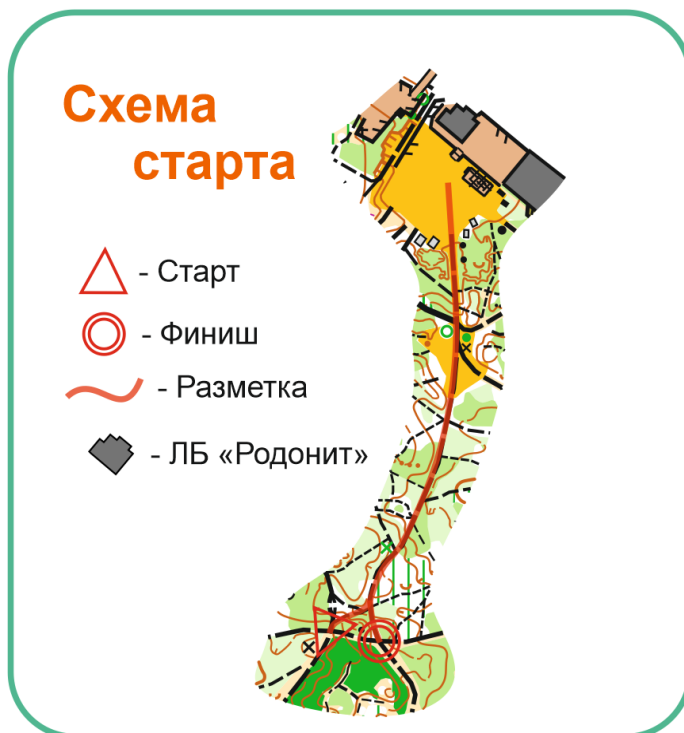 Схема
старта
- Старт
- Финиш
- Разметка
- ЛБ «Родонит»